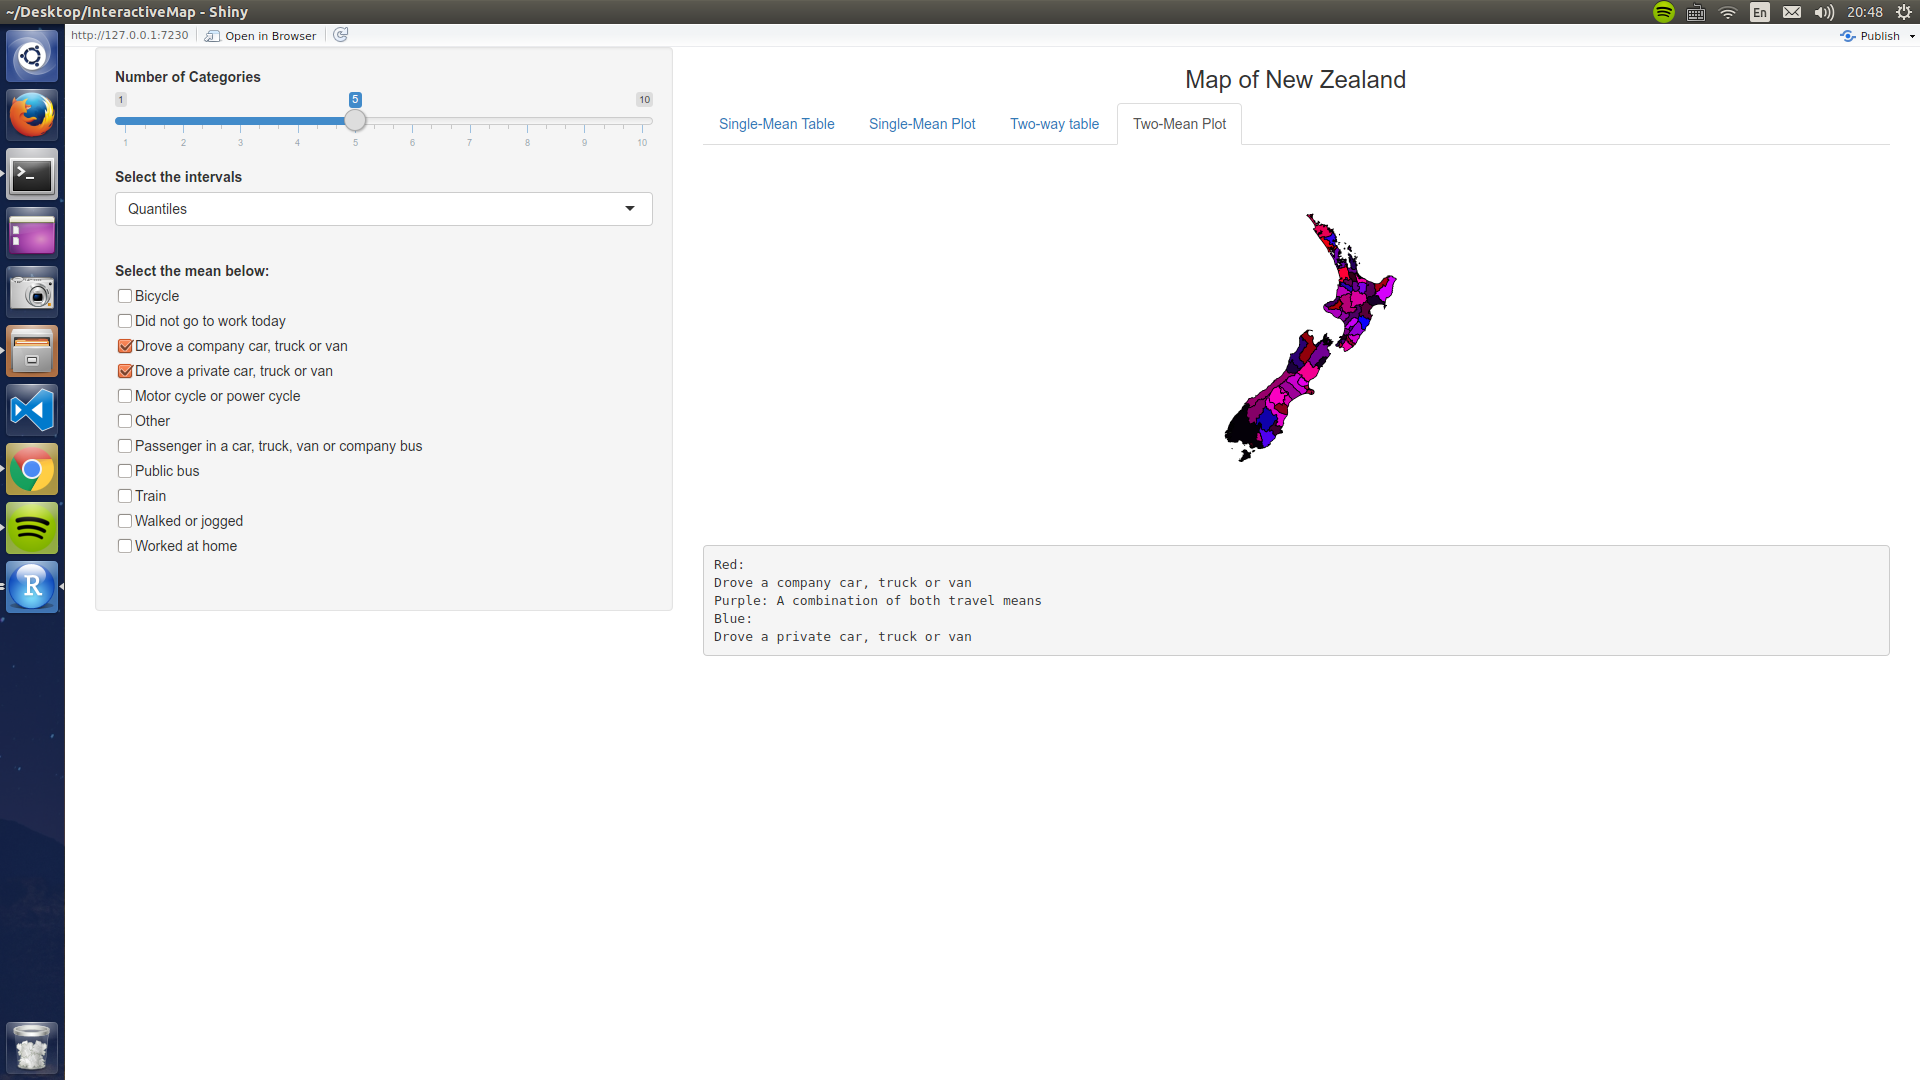 ~/Desktop/InteractiveMap - Shiny
En
20:48
http://127.0.0.1:7230
Open in Browser
Publish
Number of Categories
1
5
10
1 2 3 4 5 6 7 8 9 10
Select the intervals
Quantiles
Select the mean below:
Bicycle
Did not go to work today
Drove a company car, truck or van
Drove a private car, truck or van
Motor cycle or power cycle
Other
Passenger in a car, truck, van or company bus
Public bus
Train
Walked or jogged
Worked at home
Map of New Zealand
Single-Mean Table
Single-Mean Plot
Two-way table
Two-Mean Plot
Red:
Drove a company car, truck or van
Purple: A combination of both travel means
Blue:
Drove a private car, truck or van
R